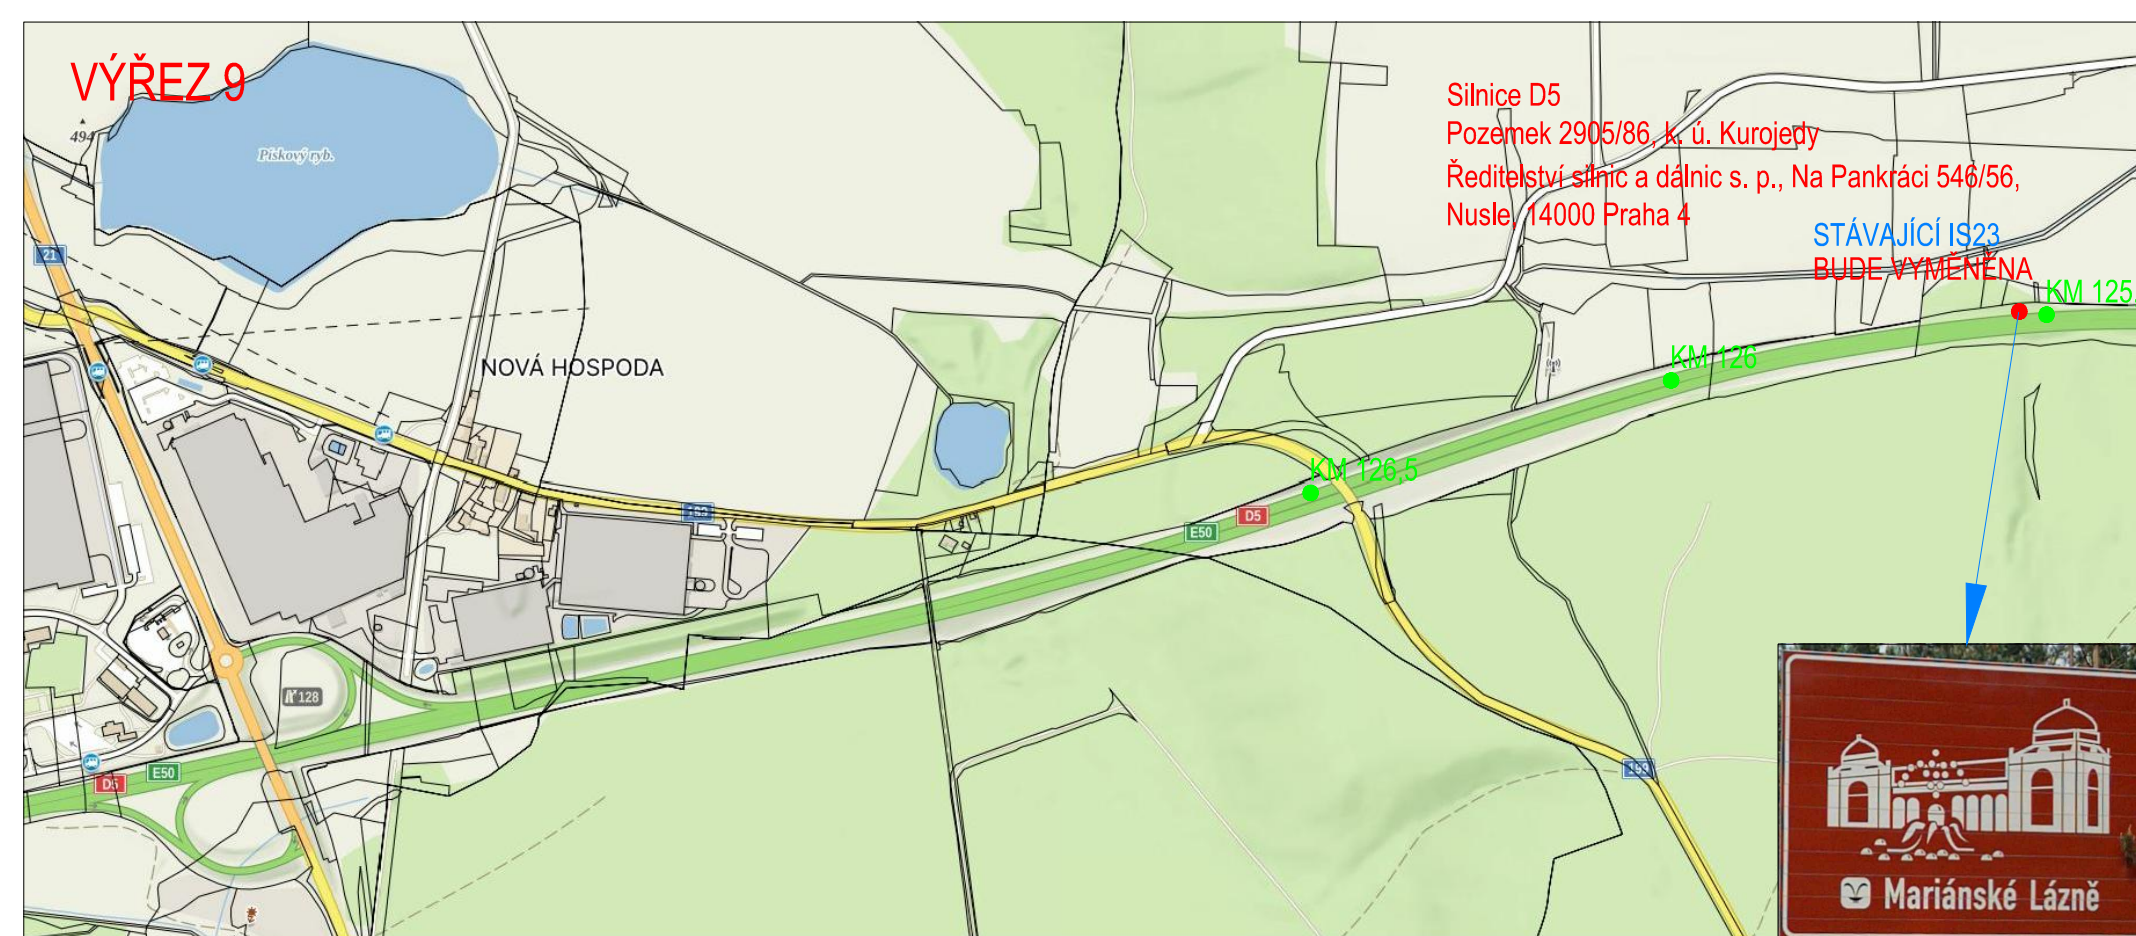 VÝŘEZ 9
494
Pískový ryb.
Silnice D5
Pozemek 2905/86, k. ú. Kurojedy
Ředitelství silnic a dálnic s. p., Na Pankráci 546/56,
Nusle, 14000 Praha 4
STÁVAJÍCÍ IS23
BUDE VYMĚNĚNA
21
KM 125.
KM 126
NOVÁ HOSPODA
KM 126,5
199
D5
E50
128
E50
D5
199
Mariánské Lázně